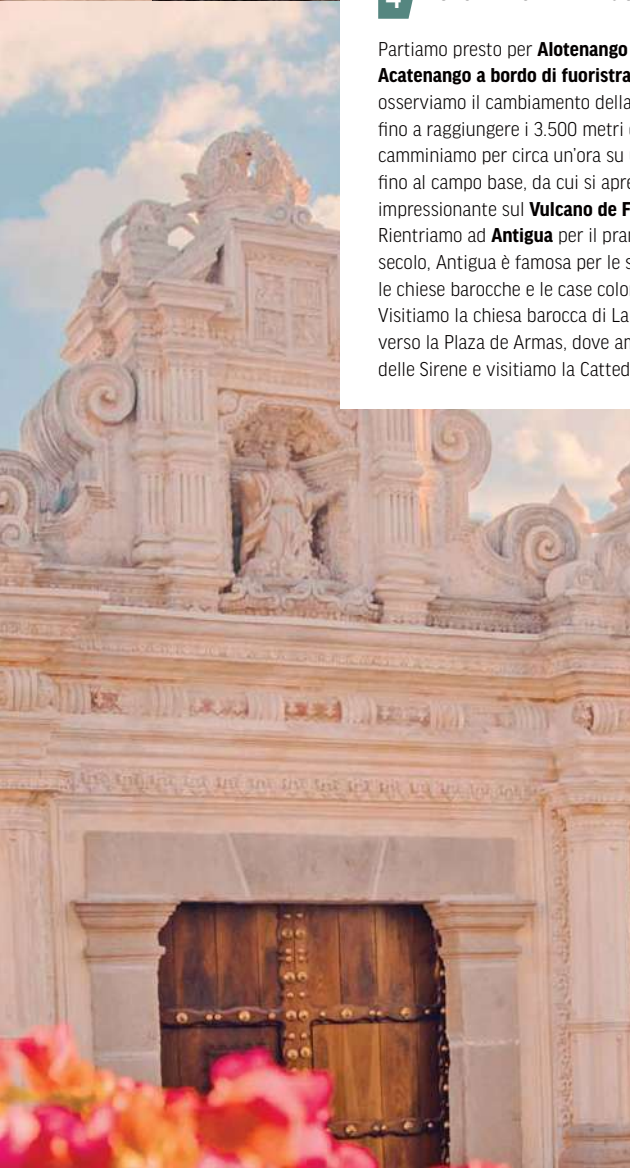 4
Partiamo presto per Alotenango
Acatenango a bordo di fuoristra
osserviamo il cambiamento della
fino a raggiungere i 3.500 metri
camminiamo per circa un'ora su
fino al campo base, da cui si apre
impressionante sul Vulcano de F
Rientriamo ad Antigua per il pran
secolo, Antigua è famosa per le s
le chiese barocche e le case colo
Visitiamo la chiesa barocca di La
verso la Plaza de Armas, dove am
delle Sirene e visitiamo la Catted